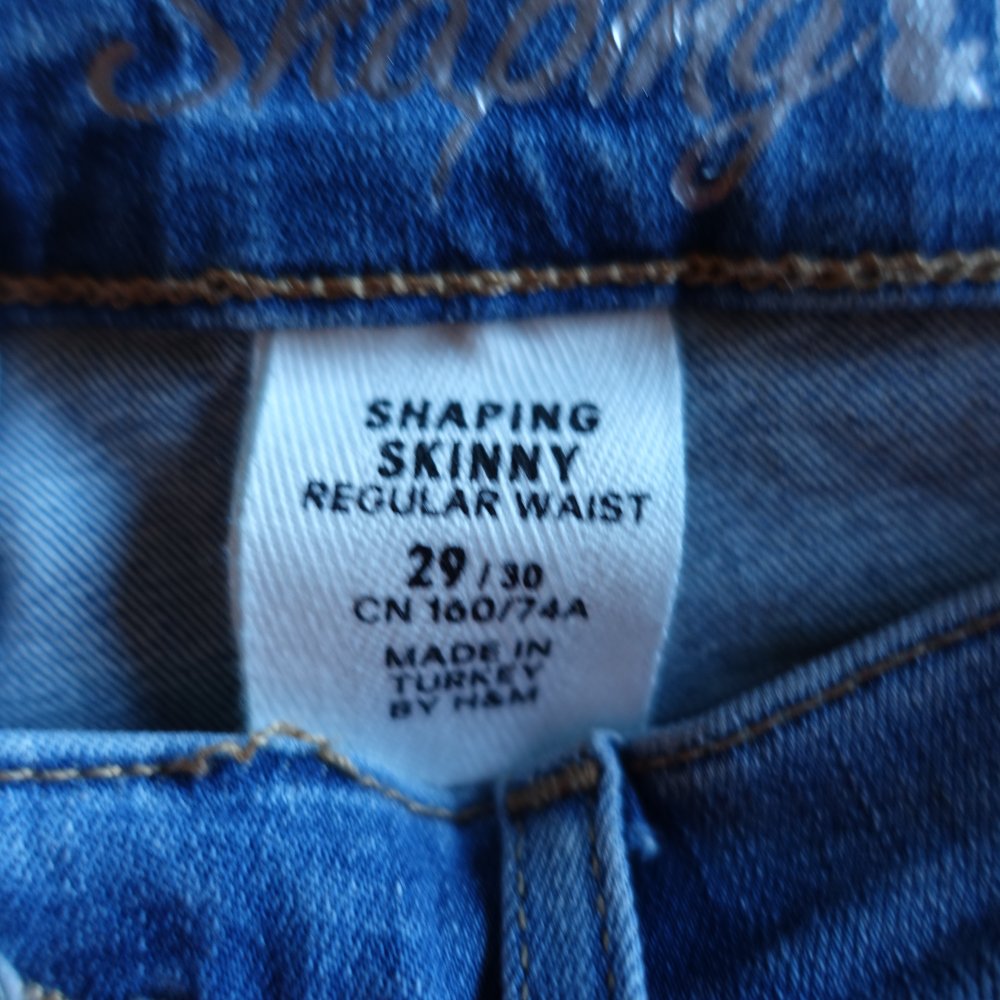 Shaping
SHAPING
SKINNY
REGULAR WAIST
29 / 30
CN 160/74A
MADE IN
TURKEY
BY H&M